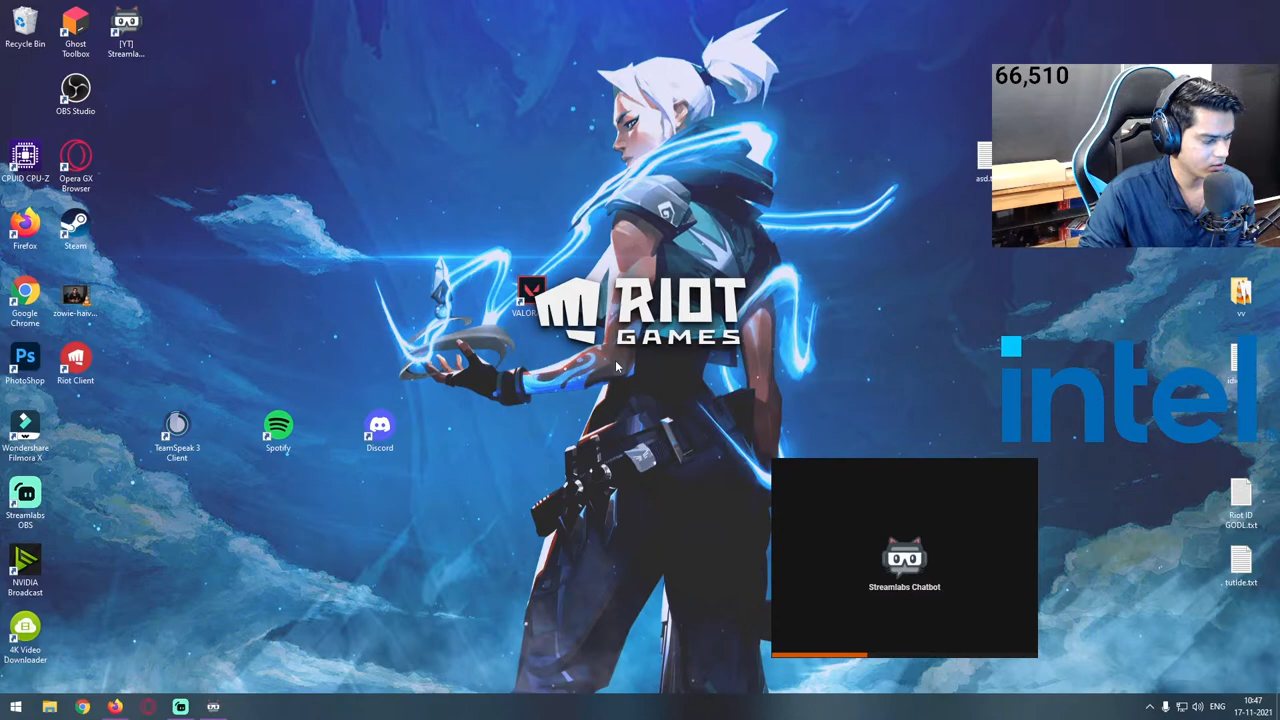 Recycle Bin
Ghost
Toolbox
[YT]
Streamla...
OBS Studio
CPUID CPU-Z
Opera GX
Browser
Firefox
Steam
Google
Chrome
zowie-haiv...
PhotoShop
Riot Client
Wondershare
Filmora X
TeamSpeak 3
Client
Spotify
Discord
Streamlabs
OBS
NVIDIA
Broadcast
4K Video
Downloader
RIOT
GAMES
66,510
vv
intel
Riot ID
GODL.txt
tutlde.txt
Streamlabs Chatbot
ENG
10:47
17-11-2021